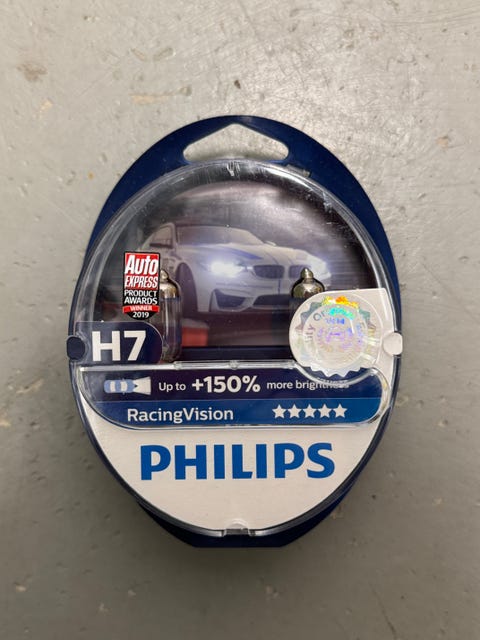 Auto
EXPRESS
PRODUCT
AWARDS
WINNER
2019
H7
Up to +150% more brightness
RacingVision
PHILIPS